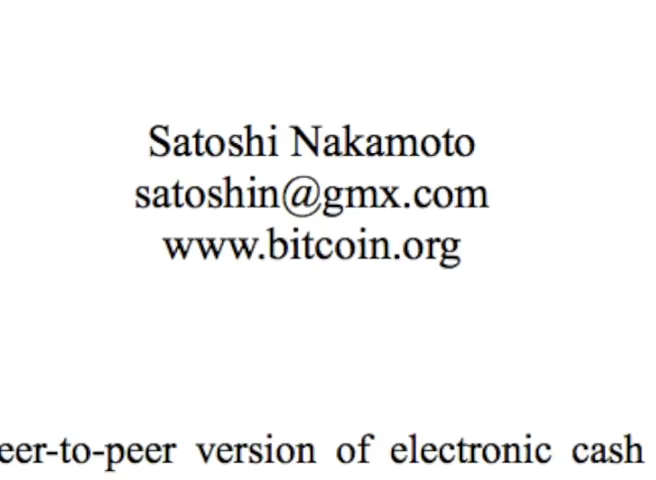 Satoshi Nakamoto
satoshin@gmx.com
www.bitcoin.org
eer-to-peer version of electronic cash